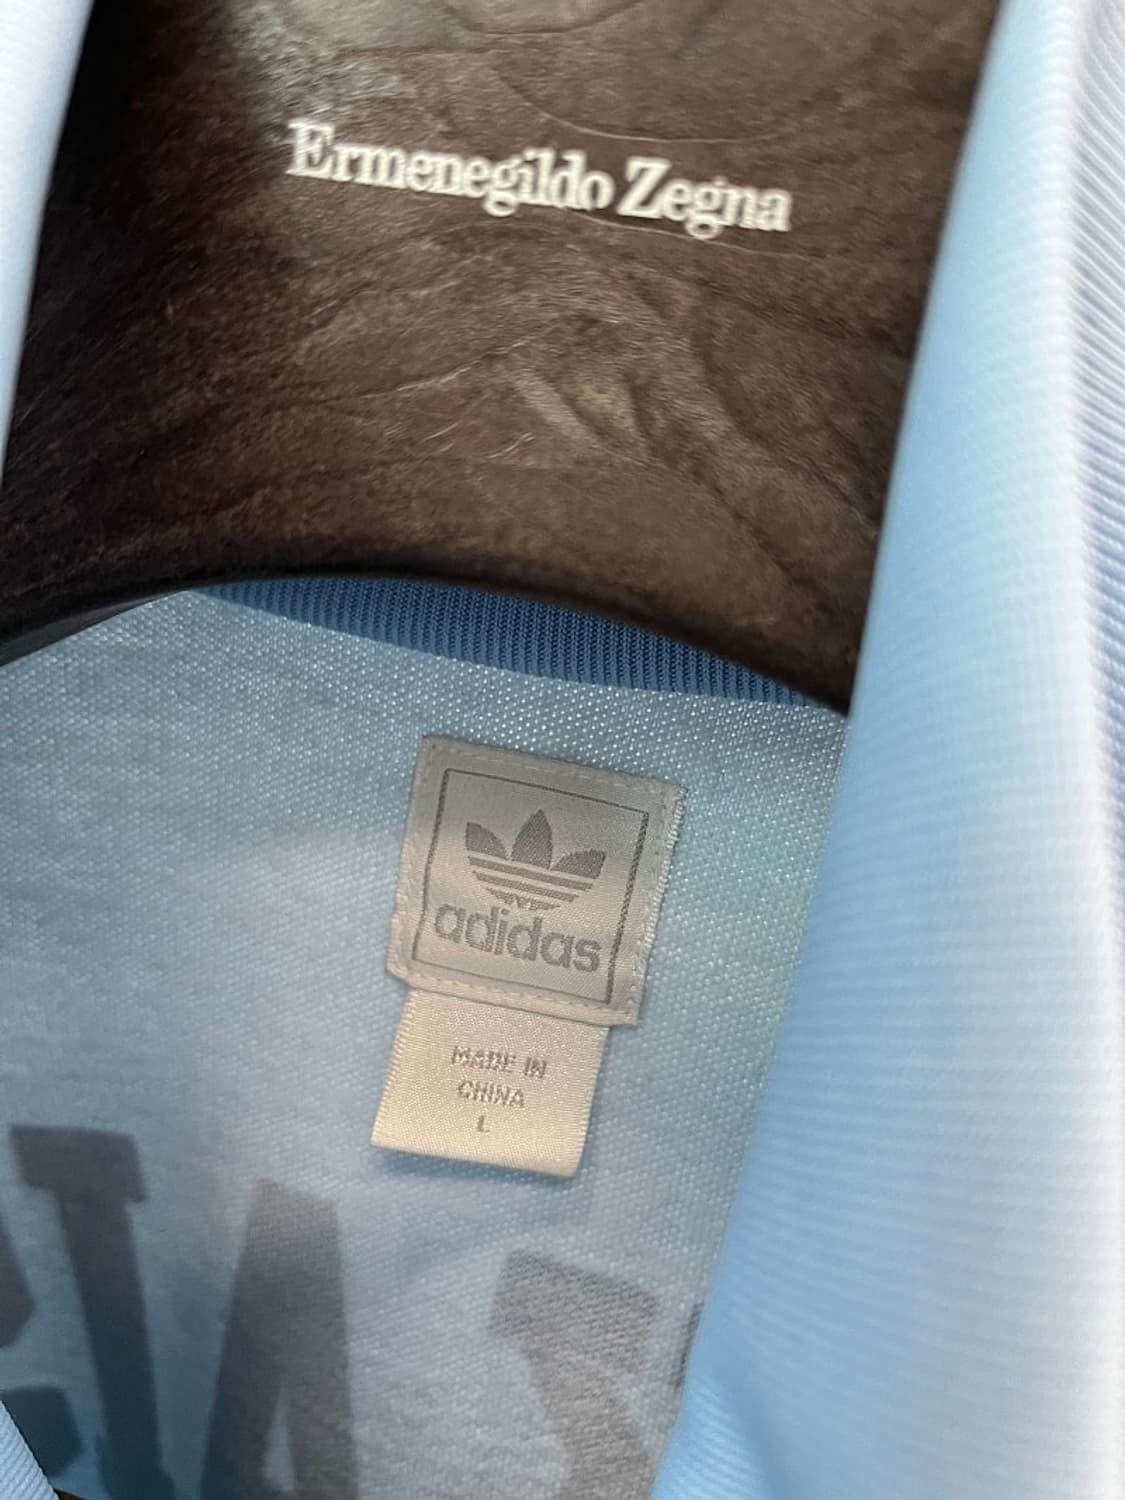 Ermenegildo Zegna
adidas
MADE IN
CHINA
L